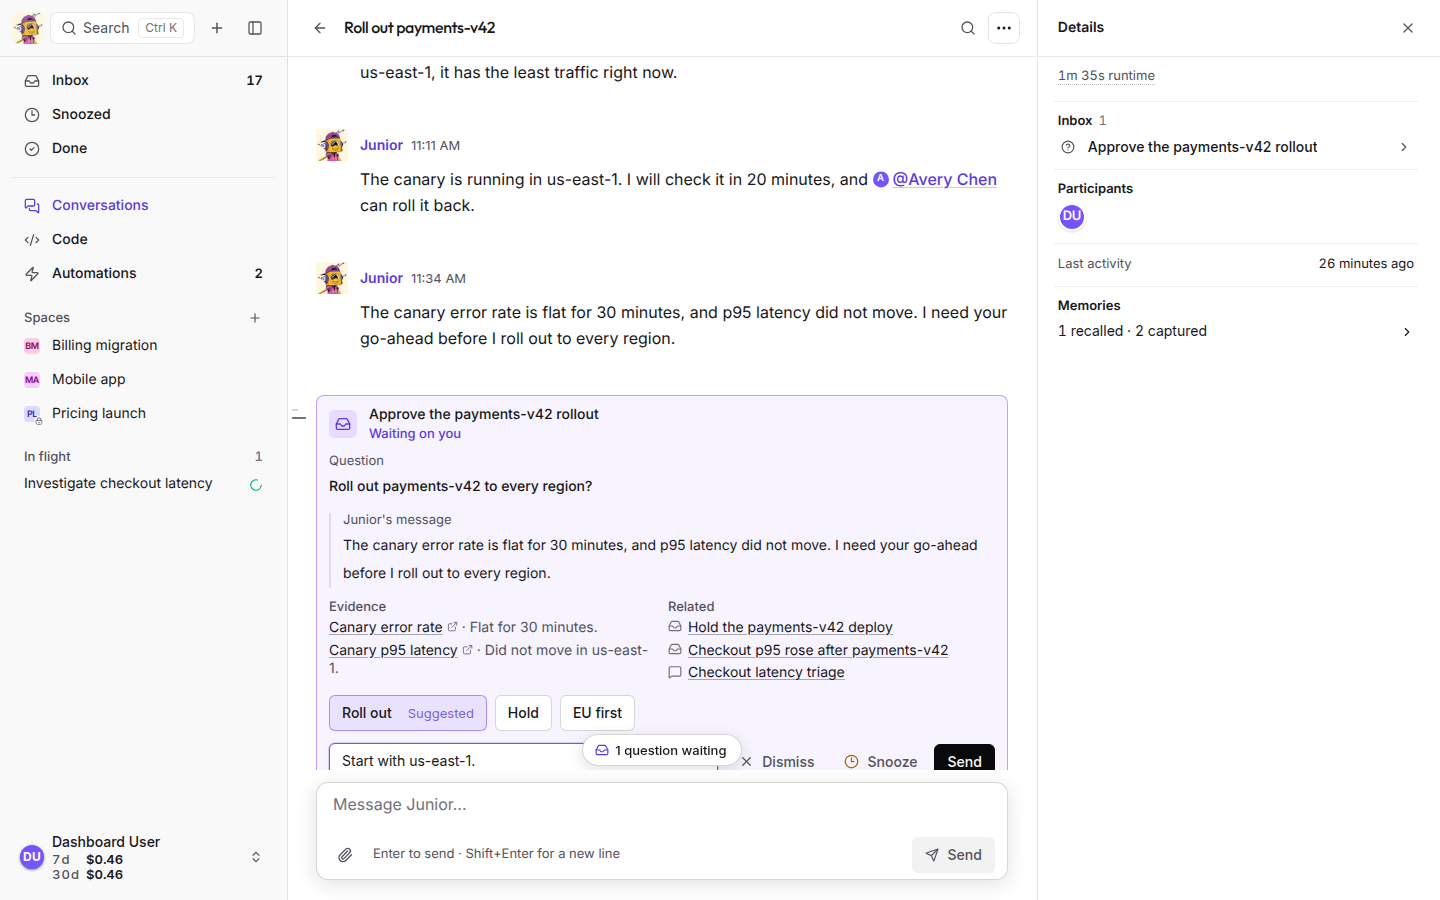 Search Ctrl K
Inbox 17
Snoozed
Done
Conversations
Code
Automations 2
Spaces
BM Billing migration
MA Mobile app
PL Pricing launch
In flight 1
Investigate checkout latency
DU Dashboard User
7d $0.46
30d $0.46
Roll out payments-v42
us-east-1, it has the least traffic right now.
Junior 11:11 AM
The canary is running in us-east-1. I will check it in 20 minutes, and A @Avery Chen
can roll it back.
Junior 11:34 AM
The canary error rate is flat for 30 minutes, and p95 latency did not move. I need your
go-ahead before I roll out to every region.
Approve the payments-v42 rollout
Waiting on you
Question
Roll out payments-v42 to every region?
Junior's message
The canary error rate is flat for 30 minutes, and p95 latency did not move. I need your go-ahead
before I roll out to every region.
Evidence
Canary error rate · Flat for 30 minutes.
Canary p95 latency · Did not move in us-east-
1.
Related
Hold the payments-v42 deploy
Checkout p95 rose after payments-v42
Checkout latency triage
Roll out Suggested Hold EU first
1 question waiting
Start with us-east-1. Dismiss Snooze Send
Message Junior...
Enter to send · Shift+Enter for a new line Send
Details
1m 35s runtime
Inbox 1
Approve the payments-v42 rollout
Participants
DU
Last activity 26 minutes ago
Memories
1 recalled · 2 captured